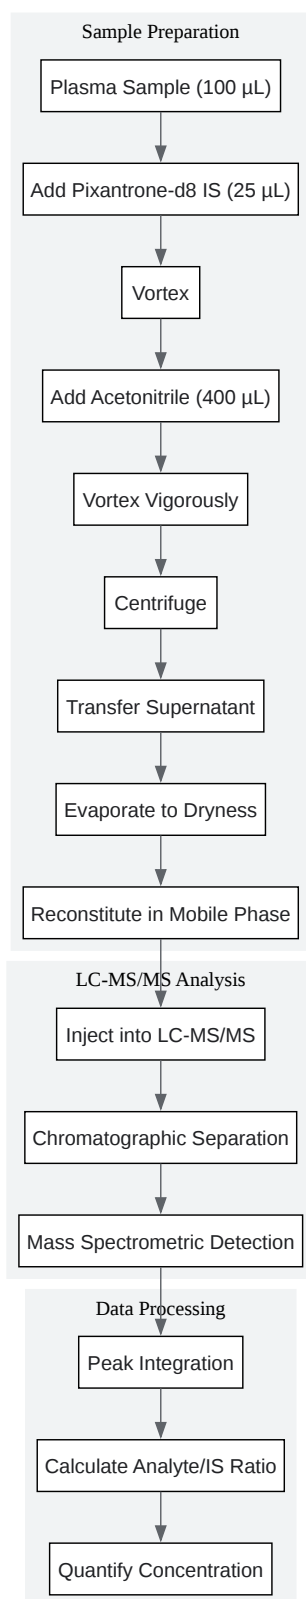 Sample Preparation
Plasma Sample (100 µL)
Add Pixantrone-d8 IS (25 µL)
Vortex
Add Acetonitrile (400 µL)
Vortex Vigorously
Centrifuge
Transfer Supernatant
Evaporate to Dryness
Reconstitute in Mobile Phase
LC-MS/MS Analysis
Inject into LC-MS/MS
Chromatographic Separation
Mass Spectrometric Detection
Data Processing
Peak Integration
Calculate Analyte/IS Ratio
Quantify Concentration